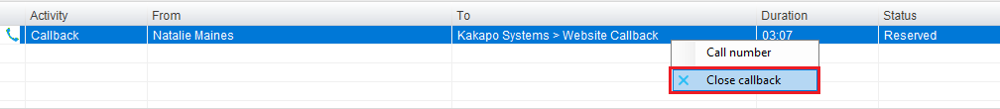 Activity From To Duration Status
Callback Natalie Maines Kakapo Systems > Website Callback 03:07 Reserved
Call number
Close callback